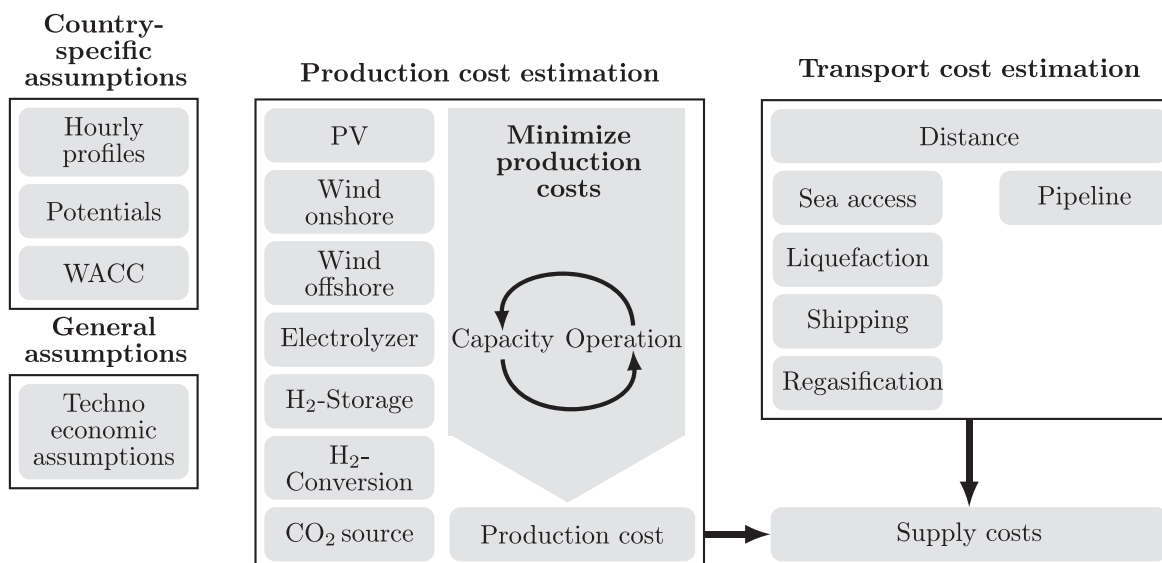 Country-
specific
assumptions
Hourly
profiles
Potentials
WACC
General
assumptions
Techno
economic
assumptions
Production cost estimation
PV
Wind
onshore
Wind
offshore
Electrolyzer
H₂-Storage
H₂-
Conversion
CO₂ source
Minimize
production
costs
Capacity Operation
Production cost
Transport cost estimation
Distance
Sea access
Pipeline
Liquefaction
Shipping
Regasification
Supply costs